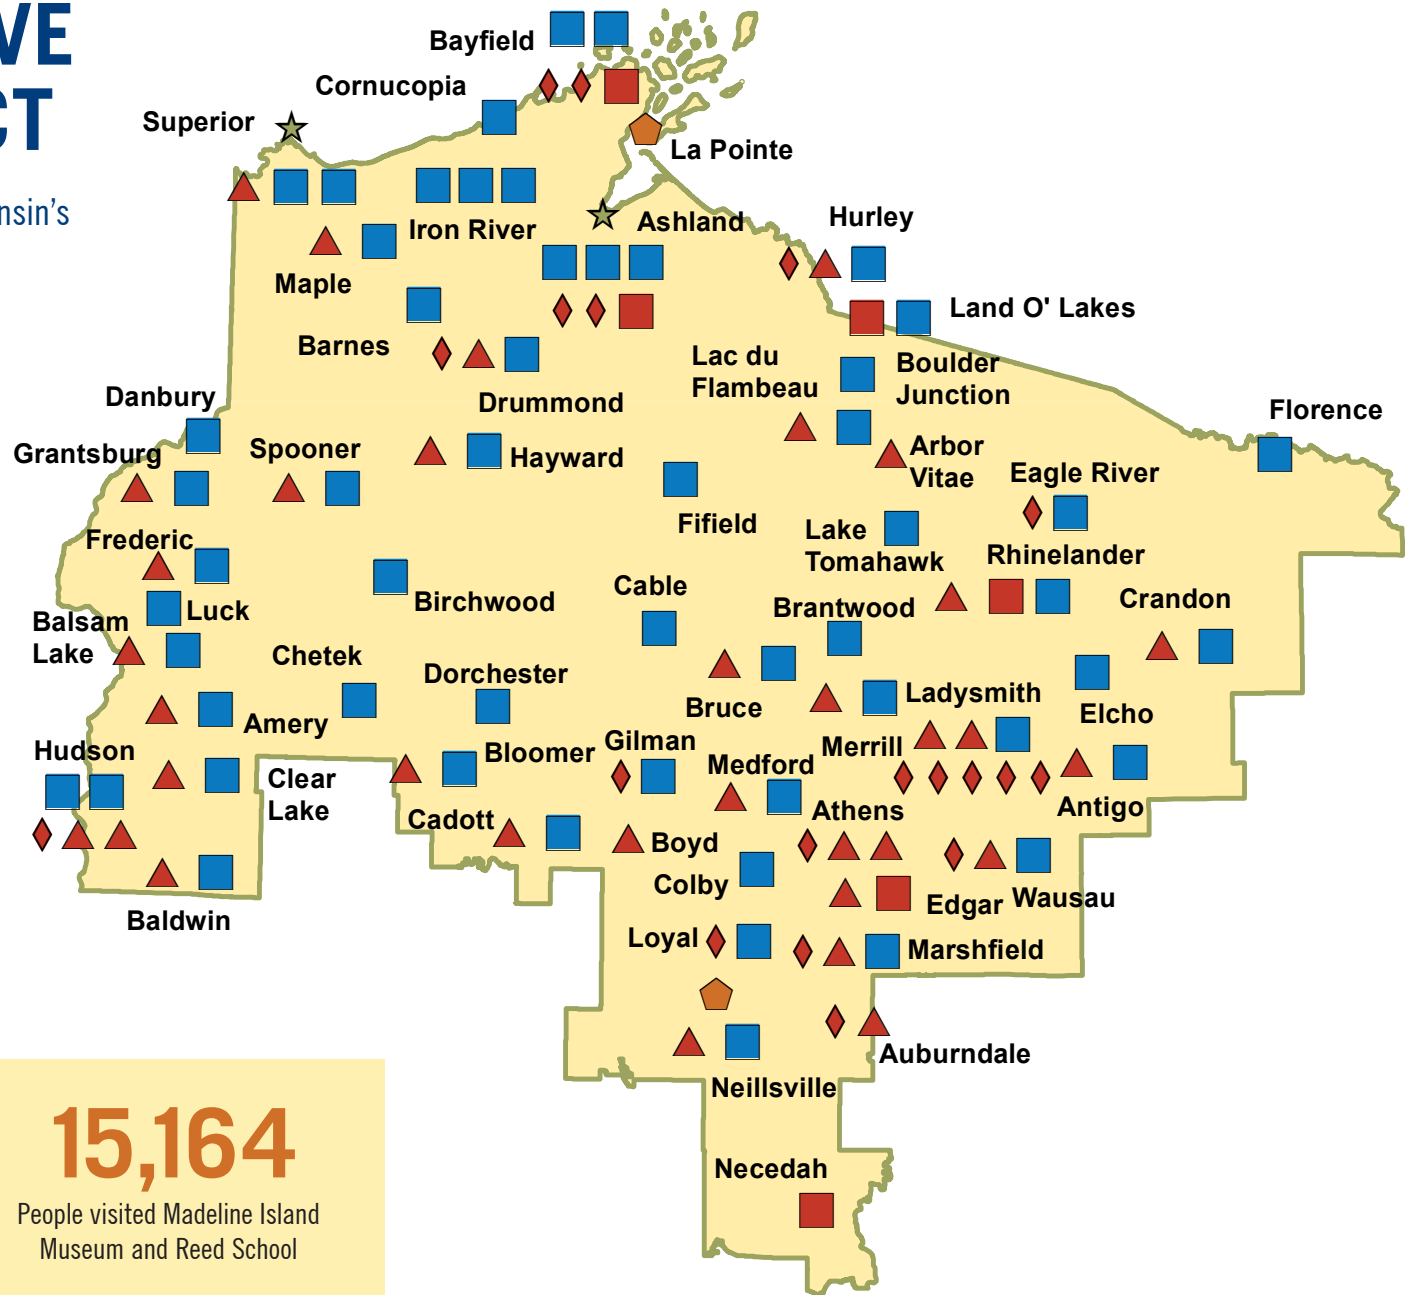 VE
CT
nsin's
Bayfield
Cornucopia
Superior
La Pointe
Iron River
Ashland
Hurley
Maple
Land O' Lakes
Barnes
Lac du
Flambeau
Boulder
Junction
Drummond
Danbury
Florence
Grantsburg
Spooner
Hayward
Arbor
Vitae
Eagle River
Fifield
Lake
Tomahawk
Frederic
Rhinelander
Birchwood
Cable
Brantwood
Crandon
Luck
Balsam
Lake
Chetek
Dorchester
Bruce
Ladysmith
Elcho
Amery
Hudson
Bloomer
Gilman
Merrill
Medford
Clear
Lake
Antigo
Cadott
Athens
Boyd
Colby
Edgar
Wausau
Baldwin
Loyal
Marshfield
Auburndale
Neillsville
Necedah
15,164
People visited Madeline Island
Museum and Reed School